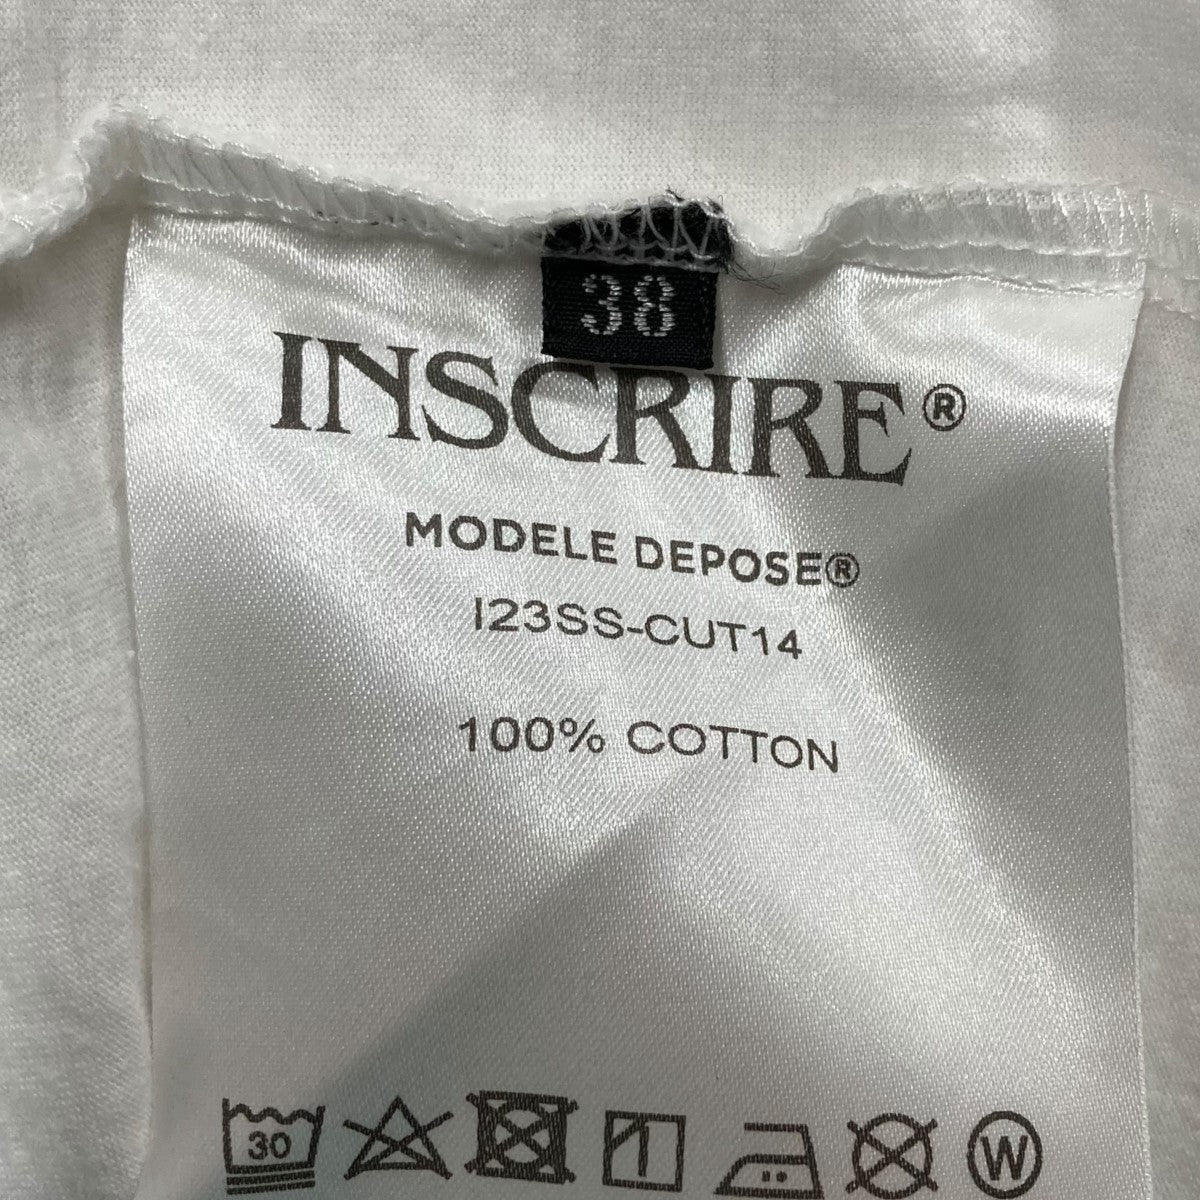 38
INSCRIRE®
MODELE DEPOSE®
I23SS-CUT14
100% COTTON
30
W